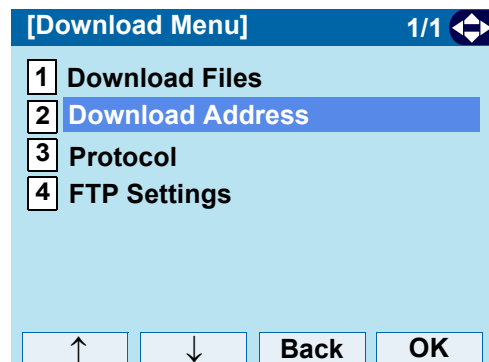 [Download Menu] 1/1
1 Download Files
2 Download Address
3 Protocol
4 FTP Settings
↑ ↓ Back OK